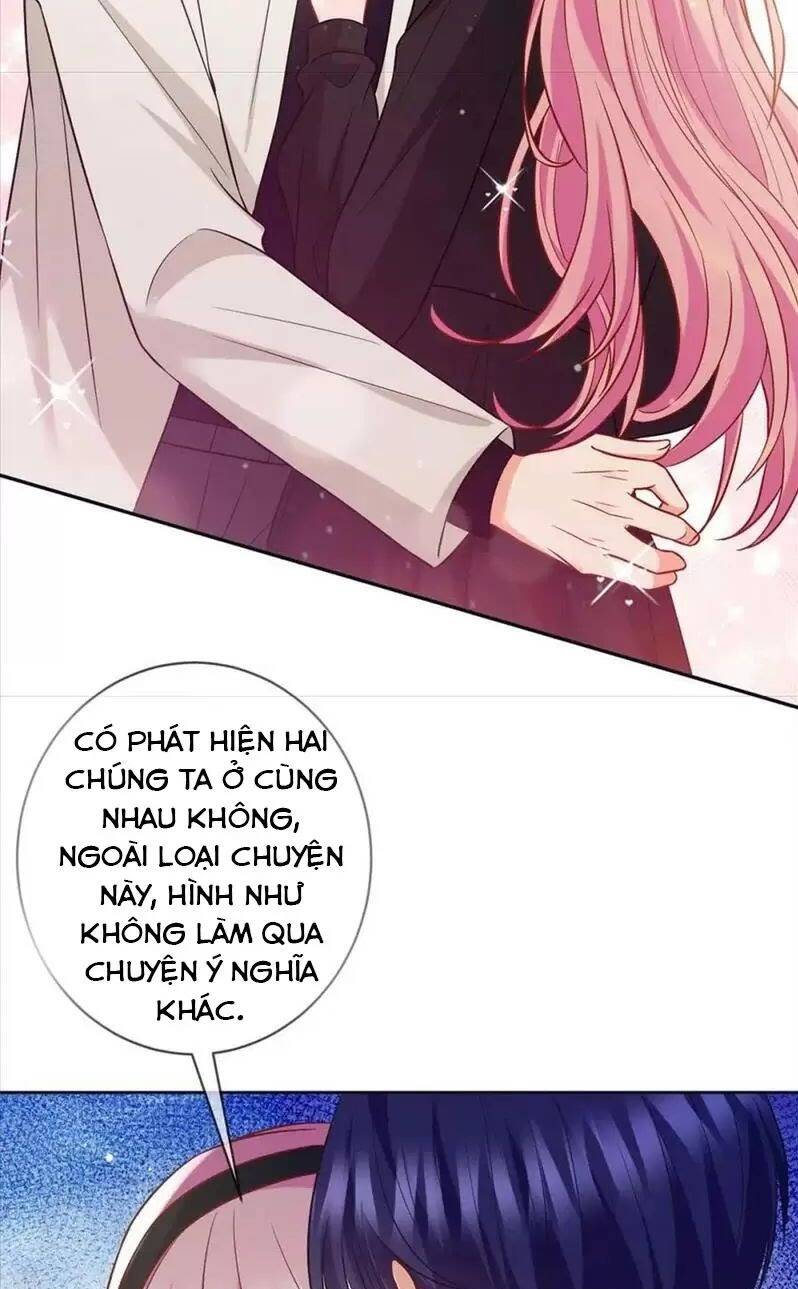 CÓ PHÁT HIỆN HAI
CHÚNG TA Ở CÙNG
NHAU KHÔNG,
NGOÀI LOẠI CHUYỆN
NÀY, HÌNH NHƯ
KHÔNG LÀM QUA
CHUYỆN Ý NGHĨA
KHÁC.